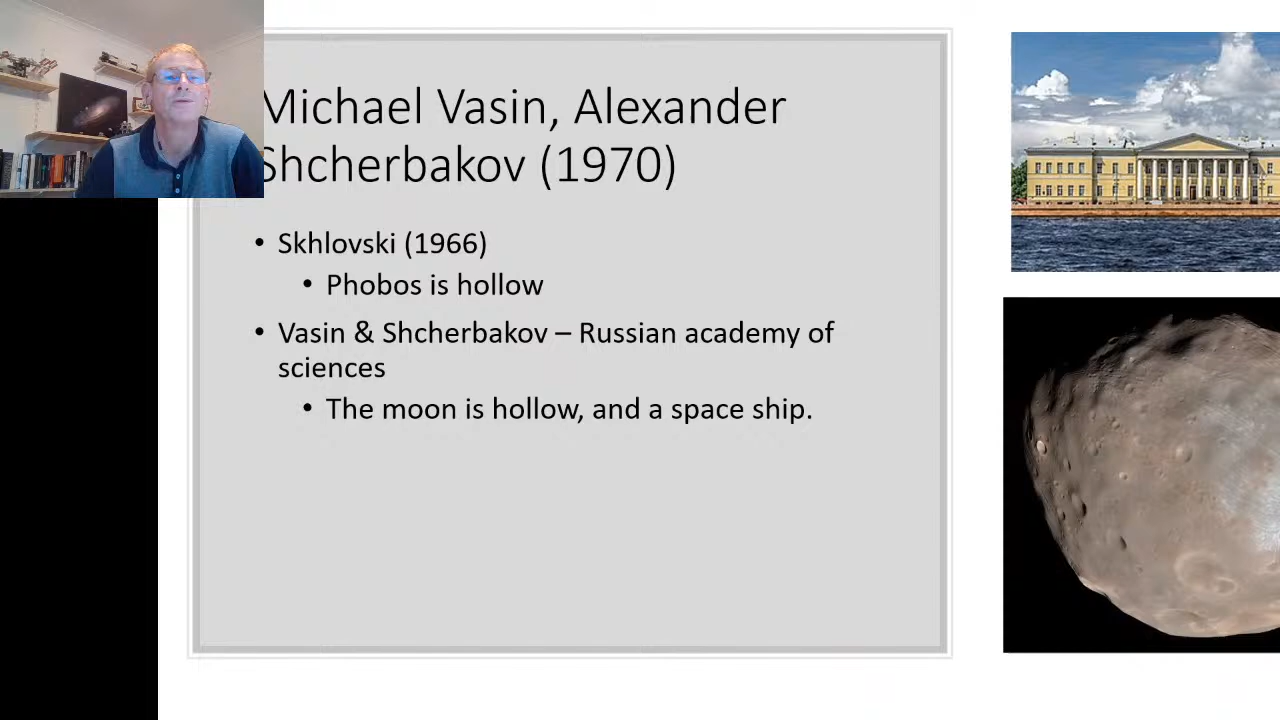 Michael Vasin, Alexander
Shcherbakov (1970)
• Skhlovski (1966)
• Phobos is hollow
• Vasin & Shcherbakov – Russian academy of
sciences
• The moon is hollow, and a space ship.